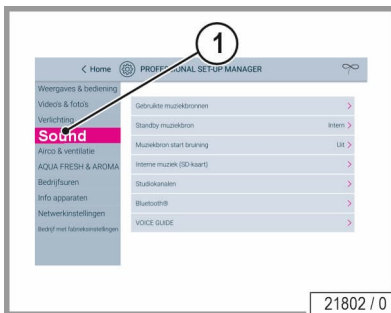 1
< Home PROFESSIONAL SET-UP MANAGER
Weergaves & bediening
Video's & foto's
Verlichting
Sound
Airco & ventilatie
AQUA FRESH & AROMA
Bedrijfsuren
Info apparaten
Netwerkinstellingen
Bedrijf met fabrieksinstellingen
Gebruikte muziekbronnen >
Standby muziekbron Intern >
Muziekbron start bruining Uit >
Interne muziek (SD-kaart) >
Studiokanalen >
Bluetooth® >
VOICE GUIDE >
21802 / 0